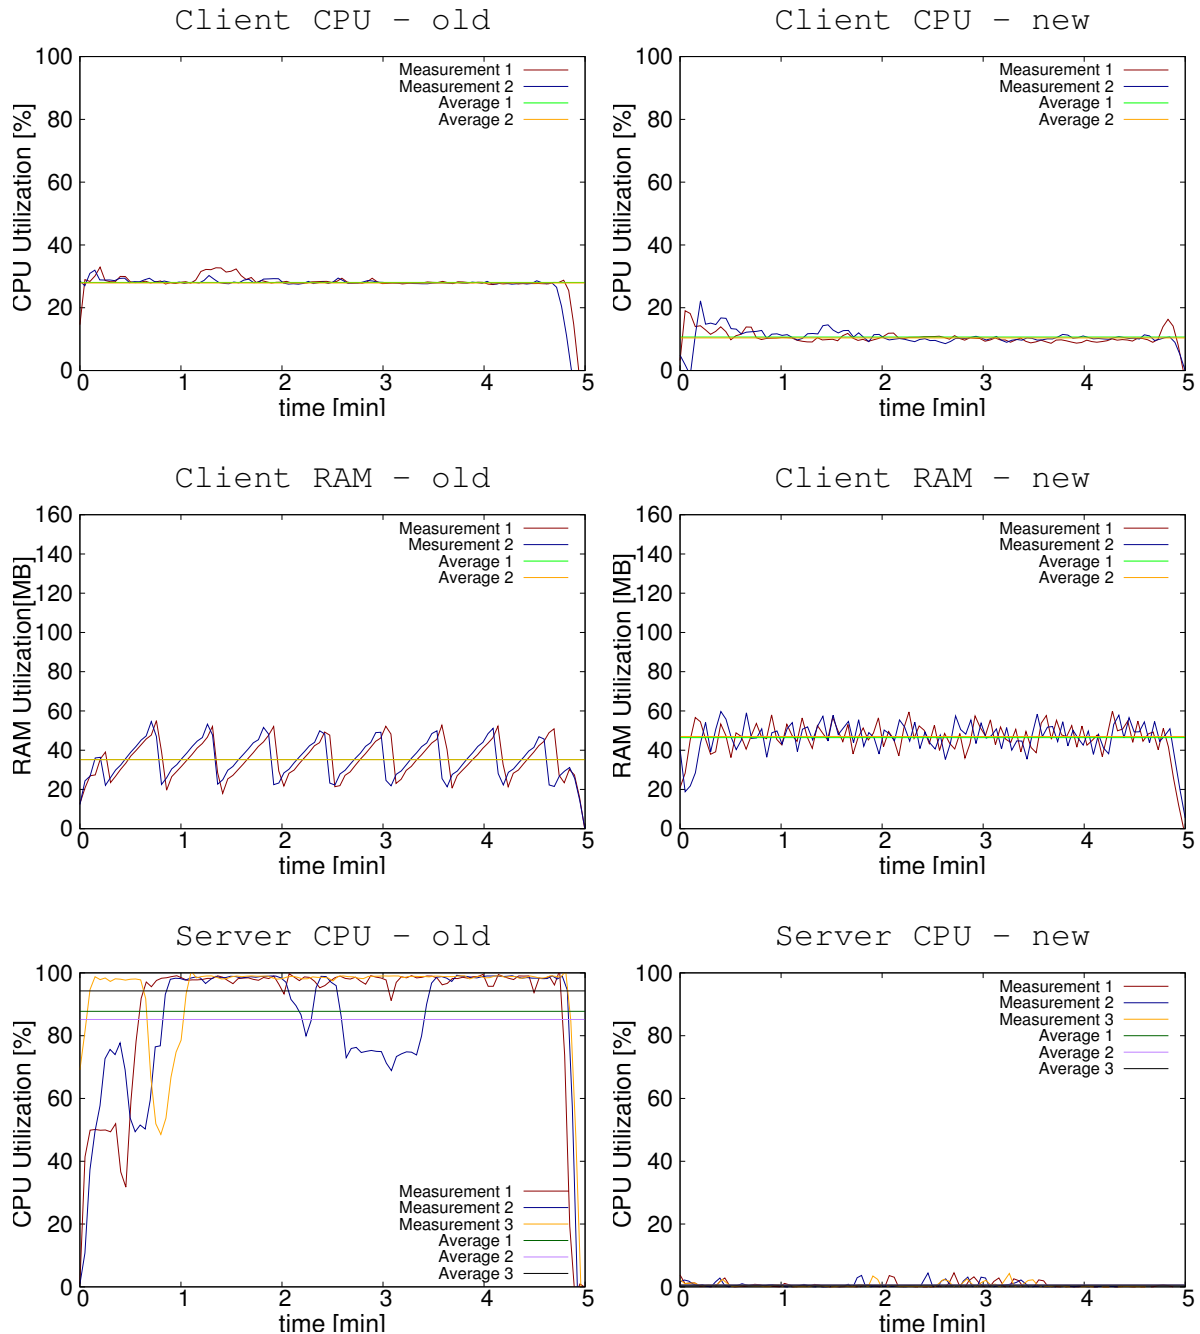 Client CPU – old
100
80
60
40
20
0
CPU Utilization [%]
Measurement 1
Measurement 2
Average 1
Average 2
0 1 2 3 4 5
time [min]
Client CPU – new
100
80
60
40
20
0
CPU Utilization [%]
Measurement 1
Measurement 2
Average 1
Average 2
0 1 2 3 4 5
time [min]
Client RAM – old
160
140
120
100
80
60
40
20
0
RAM Utilization[MB]
Measurement 1
Mesurement 2
Average 1
Average 2
0 1 2 3 4 5
time [min]
Client RAM – new
160
140
120
100
80
60
40
20
0
RAM Utilization [MB]
Measurement 1
Measurement 2
Average 1
Average 2
0 1 2 3 4 5
time [min]
Server CPU – old
100
80
60
40
20
0
CPU Utilization [%]
Measurement 1
Measurement 2
Measurement 3
Average 1
Average 2
Average 3
0 1 2 3 4 5
time [min]
Server CPU – new
100
80
60
40
20
0
CPU Utilization [%]
Measurement 1
Measurement 2
Measurement 3
Average 1
Average 2
Average 3
0 1 2 3 4 5
time [min]